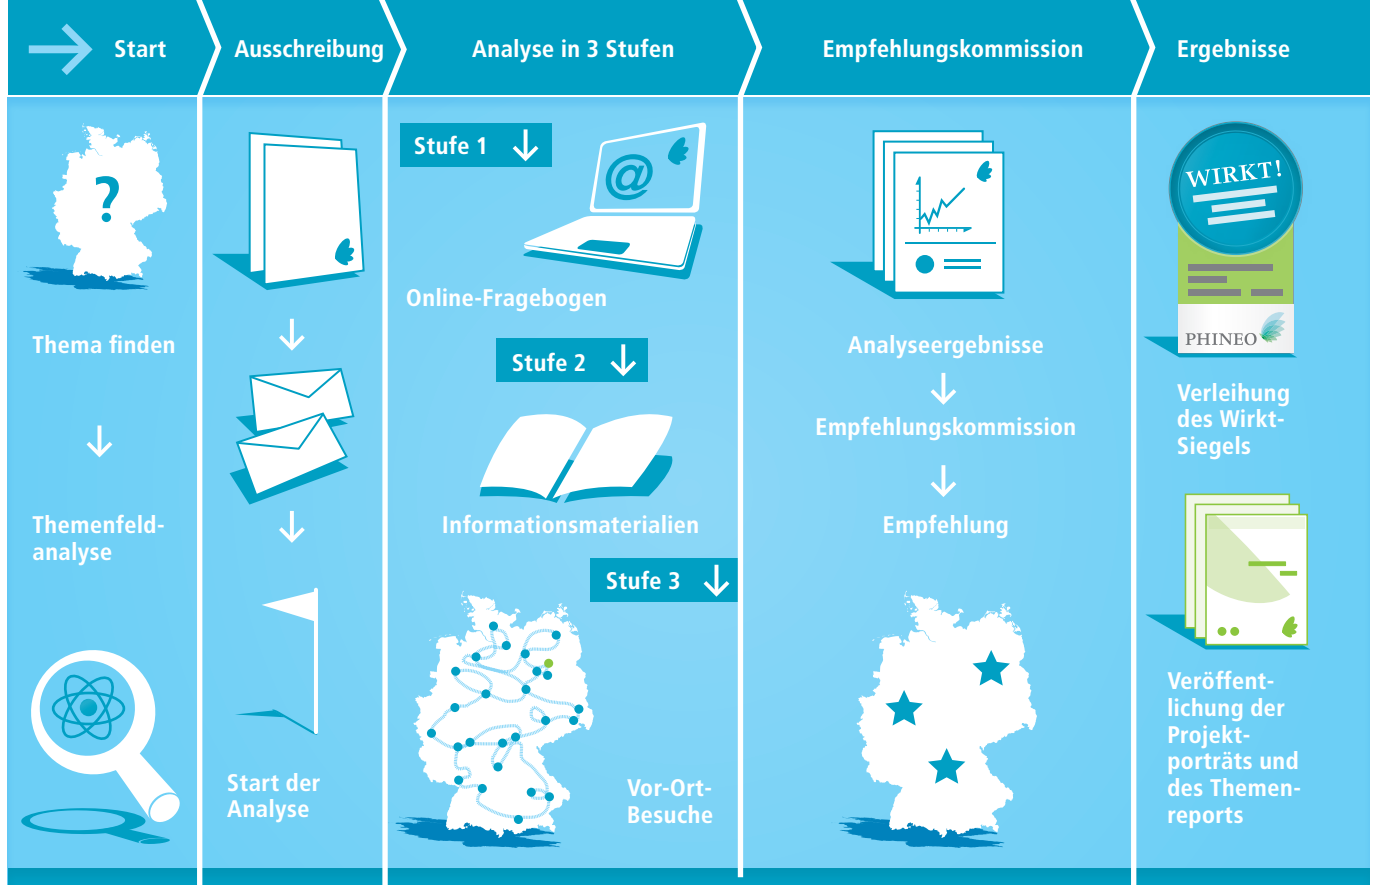 Start
Ausschreibung
Analyse in 3 Stufen
Empfehlungskommission
Ergebnisse
?
Thema finden
Themenfeld-
analyse
Start der
Analyse
Stufe 1
@
Online-Fragebogen
Stufe 2
Informationsmaterialien
Stufe 3
Vor-Ort-
Besuche
Analyseergebnisse
Empfehlungskommission
Empfehlung
WIRKT!
PHINEO
Verleihung
des Wirkt-
Siegels
Veröffent-
lichung der
Projekt-
porträts und
des Themen-
reports